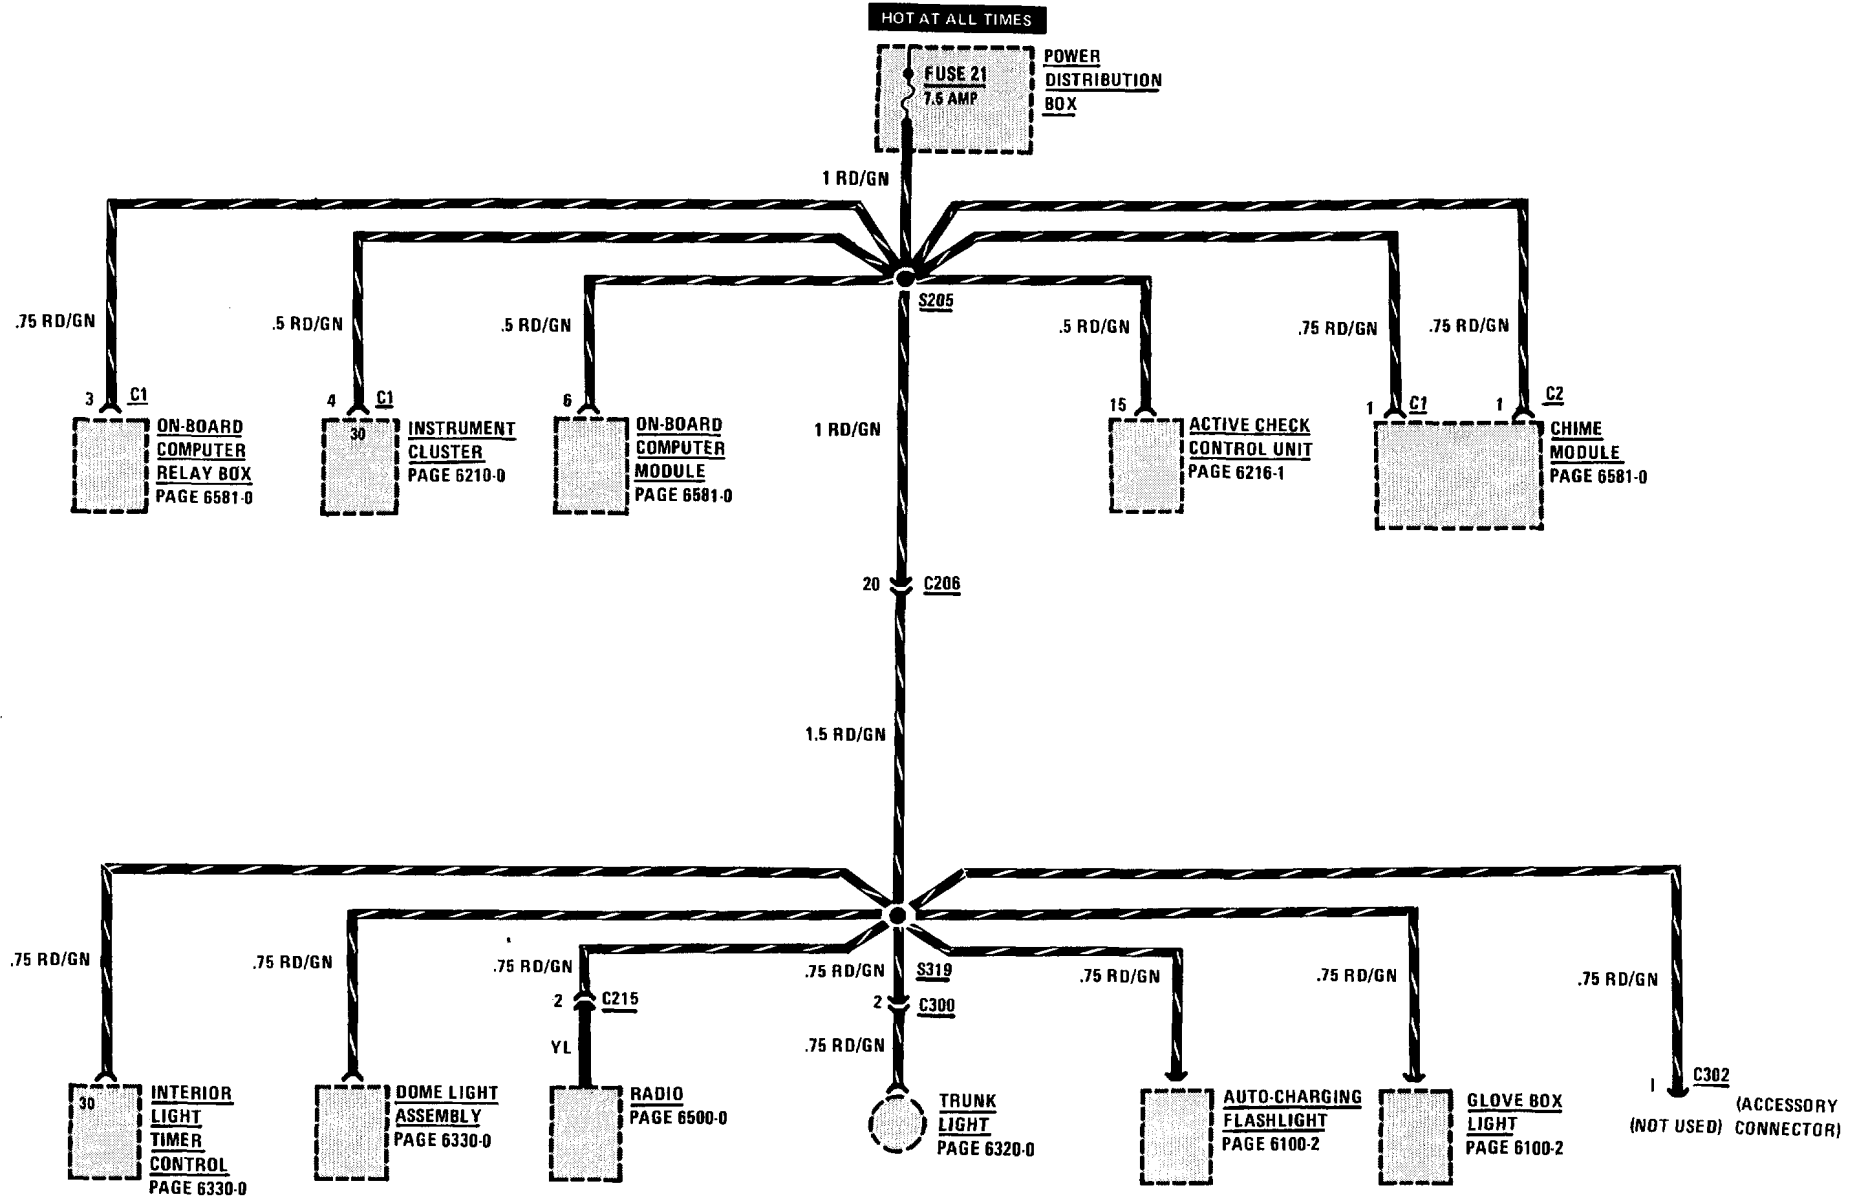 HOT AT ALL TIMES
FUSE 21
7.5 AMP
POWER
DISTRIBUTION
BOX
1 RD/GN
S205
.75 RD/GN
.5 RD/GN
.5 RD/GN
.5 RD/GN
.75 RD/GN
.75 RD/GN
3 C1
ON-BOARD
COMPUTER
RELAY BOX
PAGE 6581-0
4 C1
30
INSTRUMENT
CLUSTER
PAGE 6210-0
6
ON-BOARD
COMPUTER
MODULE
PAGE 6581-0
1 RD/GN
15
ACTIVE CHECK
CONTROL UNIT
PAGE 6216-1
1 C1
1 C2
CHIME
MODULE
PAGE 6581-0
20 C206
1.5 RD/GN
S319
.75 RD/GN
.75 RD/GN
.75 RD/GN
.75 RD/GN
.75 RD/GN
.75 RD/GN
.75 RD/GN
2 C215
YL
2 C300
.75 RD/GN
30
INTERIOR
LIGHT
TIMER
CONTROL
PAGE 6330-0
DOME LIGHT
ASSEMBLY
PAGE 6330-0
RADIO
PAGE 6500-0
TRUNK
LIGHT
PAGE 6320-0
AUTO-CHARGING
FLASHLIGHT
PAGE 6100-2
GLOVE BOX
LIGHT
PAGE 6100-2
1 C302
(NOT USED)
(ACCESSORY
CONNECTOR)